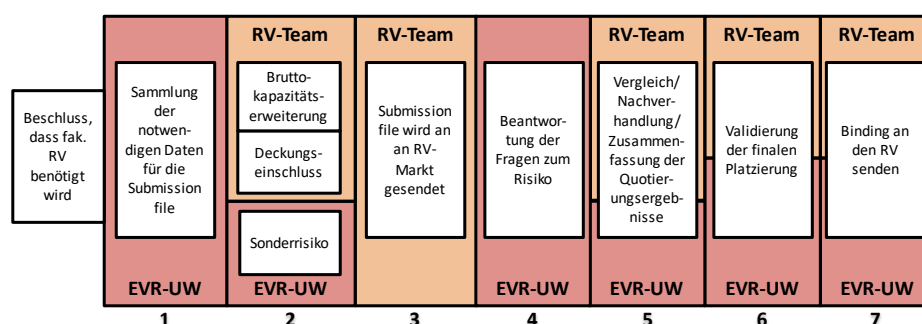 Beschluss,
dass fak.
RV
benötigt
wird
Sammlung
der
notwen-
digen Daten
für die
Submission
file
EVR-UW
1
RV-Team
Brutto-
kapazitäts-
erweiterung
Deckungs-
einschluss
Sonderrisiko
EVR-UW
2
RV-Team
Submission
file wird an
an RV-
Markt
gesendet
3
Beantwor-
tung der
Fragen zum
Risiko
EVR-UW
4
RV-Team
Vergleich/
Nachver-
handlung/
Zusammen-
fassung der
Quotier-
ungsergeb-
nisse
EVR-UW
5
RV-Team
Validierung
der finalen
Platzierung
EVR-UW
6
RV-Team
Binding an
den RV
senden
EVR-UW
7